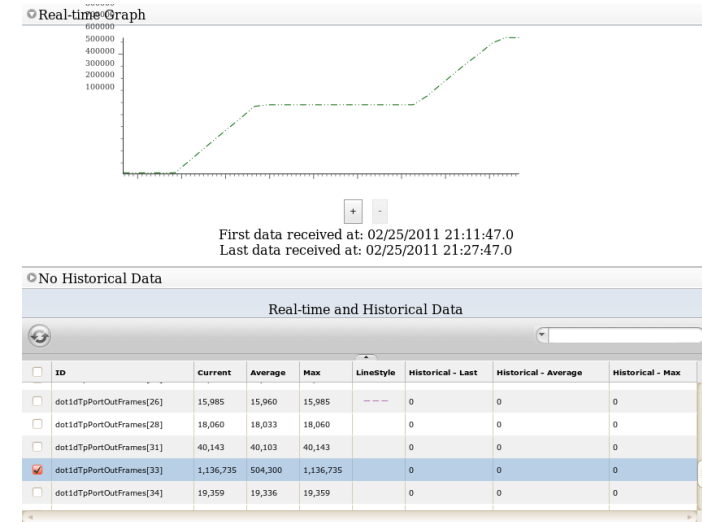 Real-time Graph
600000
500000
400000
300000
200000
100000
+ -
First data received at: 02/25/2011 21:11:47.0
Last data received at: 02/25/2011 21:27:47.0
No Historical Data
Real-time and Historical Data
ID Current Average Max LineStyle Historical - Last Historical - Average Historical - Max
dot1dTpPortOutFrames[26] 15,985 15,960 15,985 0 0 0
dot1dTpPortOutFrames[28] 18,060 18,033 18,060 0 0 0
dot1dTpPortOutFrames[31] 40,143 40,103 40,143 0 0 0
dot1dTpPortOutFrames[33] 1,136,735 504,300 1,136,735 0 0 0
dot1dTpPortOutFrames[34] 19,359 19,336 19,359 0 0 0